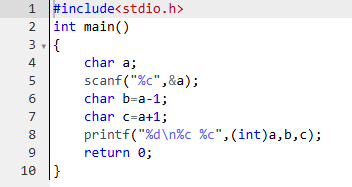 1 #include<stdio.h>
2 int main()
3 {
4 char a;
5 scanf("%c",&a);
6 char b=a-1;
7 char c=a+1;
8 printf("%d\n%c %c",(int)a,b,c);
9 return 0;
10 }